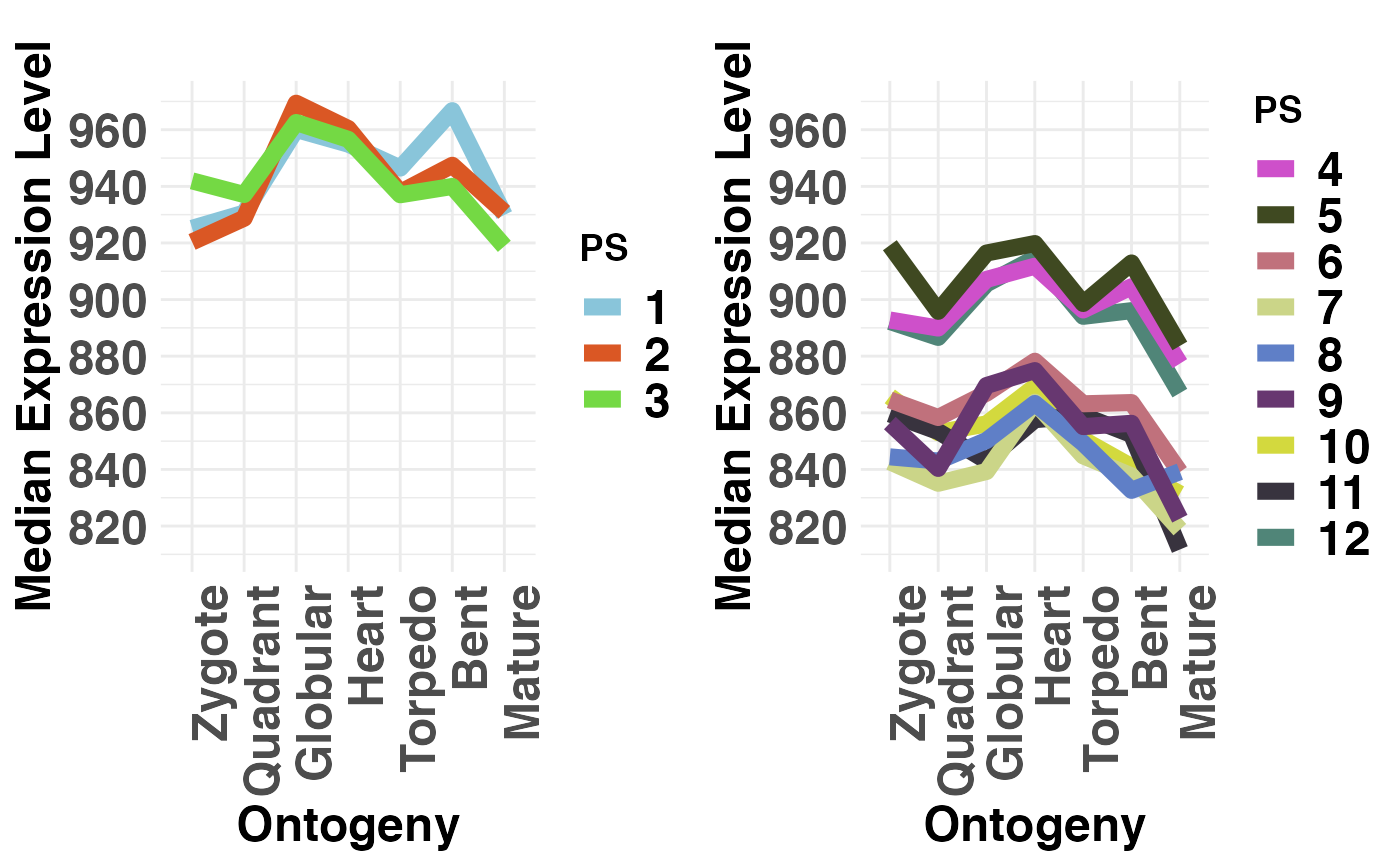 Median Expression Level
960
940
920
900
880
860
840
820
Zygote
Quadrant
Globular
Heart
Torpedo
Bent
Mature
Ontogeny
PS
1
2
3
Median Expression Level
960
940
920
900
880
860
840
820
Zygote
Quadrant
Globular
Heart
Torpedo
Bent
Mature
Ontogeny
PS
4
5
6
7
8
9
10
11
12